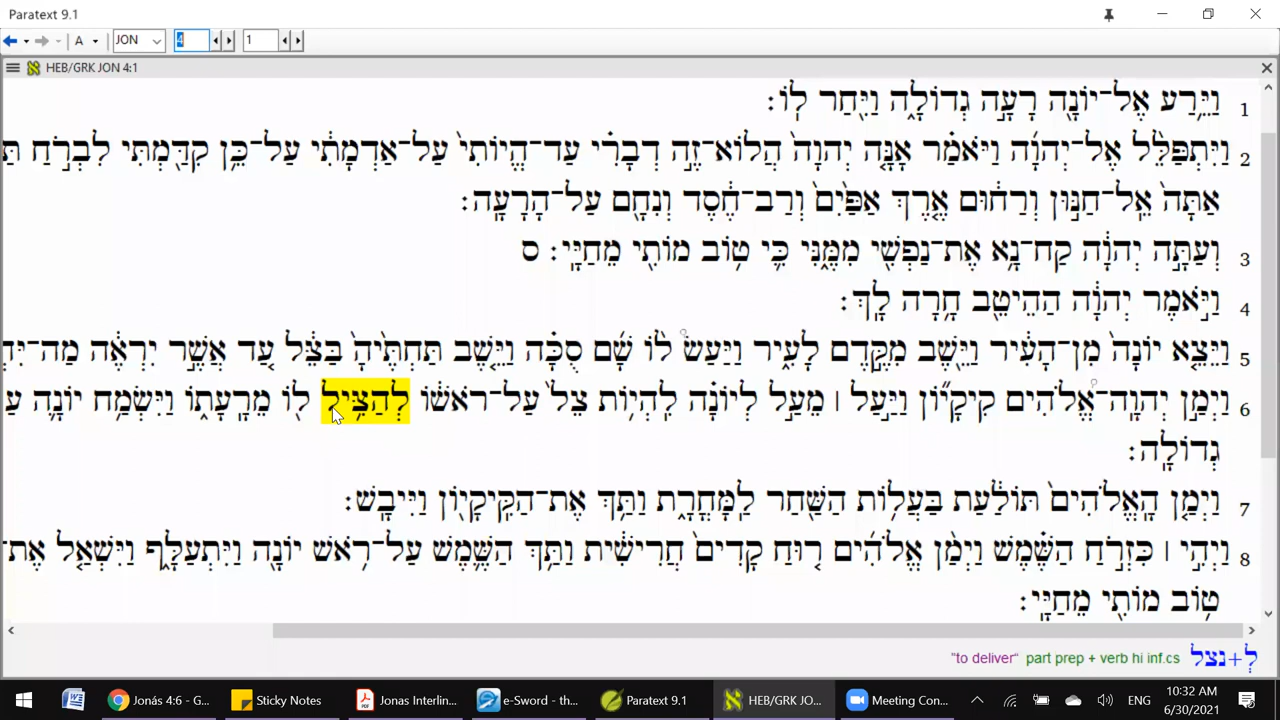 Paratext 9.1
A JON 4 1
HEB/GRK JON 4:1
1 וַיֵּ֥רַע אֶל־יוֹנָ֖ה רָעָ֣ה גְדוֹלָ֑ה וַיִּ֖חַר לֽוֹ׃
2 וַיִּתְפַּלֵּ֨ל אֶל־יְהוָ֜ה וַיֹּאמַ֗ר אָנָּ֤ה יְהוָה֙ הֲלוֹא־זֶ֣ה דְבָרִ֗י עַד־הֱיוֹתִי֙ עַל־אַדְמָתִ֔י עַל־כֵּ֥ן קִדַּ֖מְתִּי לִבְרֹ֣חַ
אַתָּה֙ אֵֽל־חַנּ֣וּן וְרַח֔וּם אֶ֤רֶךְ אַפַּ֙יִם֙ וְרַב־חֶ֔סֶד וְנִחָ֖ם עַל־הָרָעָֽה׃
3 וְעַתָּ֣ה יְהוָ֔ה קַח־נָ֥א אֶת־נַפְשִׁ֖י מִמֶּ֑נִּי כִּ֛י ט֥וֹב מוֹתִ֖י מֵחַיָּֽי׃ ס
4 וַיֹּ֣אמֶר יְהוָ֔ה הַהֵיטֵ֖ב חָ֥רָה לָֽךְ׃
5 וַיֵּצֵ֤א יוֹנָה֙ מִן־הָעִ֔יר וַיֵּ֖שֶׁב מִקֶּ֣דֶם לָעִ֑יר וַיַּעַשׂ֩ ל֨וֹ שָׁ֜ם סֻכָּ֗ה וַיֵּ֤שֶׁב תַּחְתֶּ֙יהָ֙ בַּצֵּ֔ל עַ֚ד אֲשֶׁ֣ר יִרְאֶ֔ה
6 וַיְמַ֣ן יְהוָֽה־אֱ֠לֹהִים קִיקָי֞וֹן וַיַּ֣עַל ׀ מֵעַ֣ל לְיוֹנָ֗ה לִֽהְי֥וֹת צֵל֙ עַל־רֹאשׁ֔וֹ לְהַצִּ֥יל ל֖וֹ מֵרָֽעָת֑וֹ וַיִּשְׂמַ֥ח יוֹנָ֛ה
גְדוֹלָֽה׃
7 וַיְמַ֤ן הָֽאֱלֹהִים֙ תּוֹלַ֔עַת בַּעֲל֥וֹת הַשַּׁ֖חַר לַֽמָּחֳרָ֑ת וַתַּ֥ךְ אֶת־הַקִּֽיקָי֖וֹן וַיִּיבָֽשׁ׃
8 וַיְהִ֣י ׀ כִּזְרֹ֣חַ הַשֶּׁ֗מֶשׁ וַיְמַ֨ן אֱלֹהִ֜ים ר֤וּחַ קָדִים֙ חֲרִישִׁ֔ית וַתַּ֥ךְ הַשֶּׁ֛מֶשׁ עַל־רֹ֥אשׁ יוֹנָ֖ה וַיִּתְעַלָּ֑ף וַיִּשְׁאַ֤ל אֶת־
ט֥וֹב מוֹתִ֖י מֵחַיָּֽי׃
"to deliver" part prep + verb hi inf.cs ל+נצל
Jonás 4:6 - G... Sticky Notes Jonas Interlin... e-Sword - th... Paratext 9.1 HEB/GRK JO... Meeting Con... ENG 10:32 AM
6/30/2021